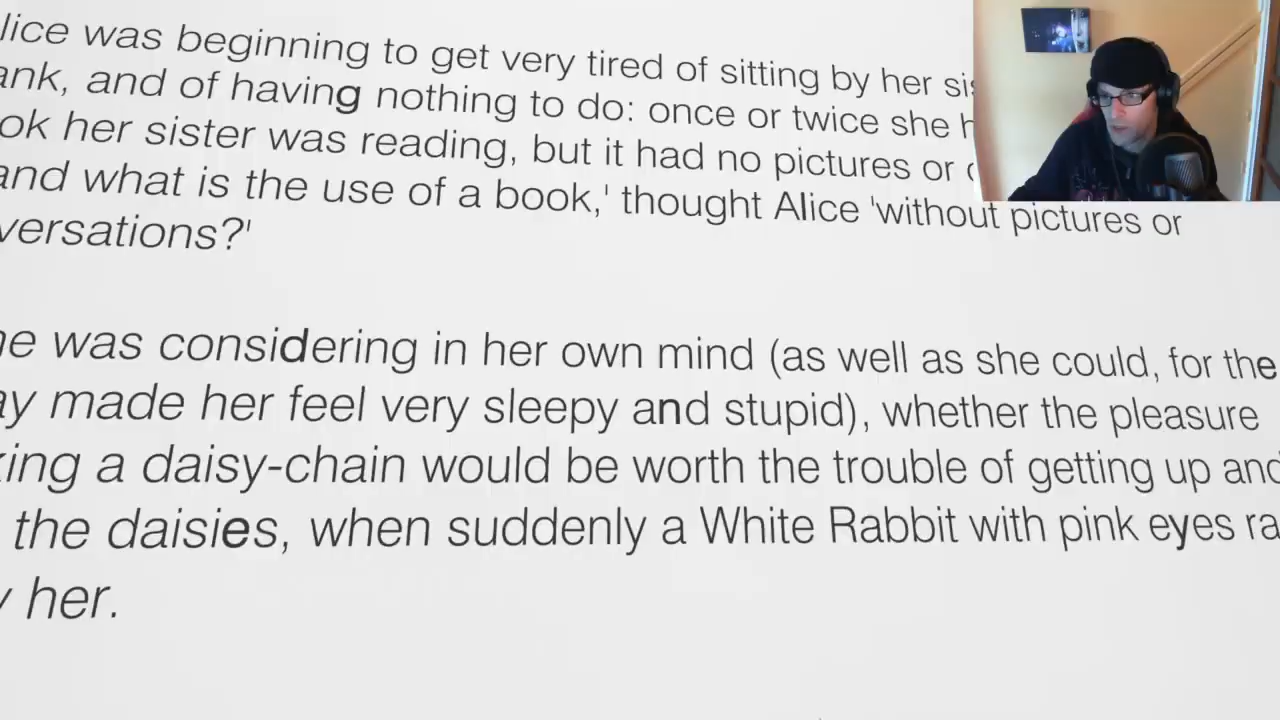 lice was beginning to get very tired of sitting by her sis
ank, and of having nothing to do: once or twice she h
ok her sister was reading, but it had no pictures or
and what is the use of a book,' thought Alice 'without pictures or
versations?'
he was considering in her own mind (as well as she could, for the
ay made her feel very sleepy and stupid), whether the pleasure
king a daisy-chain would be worth the trouble of getting up and
the daisies, when suddenly a White Rabbit with pink eyes ra
y her.